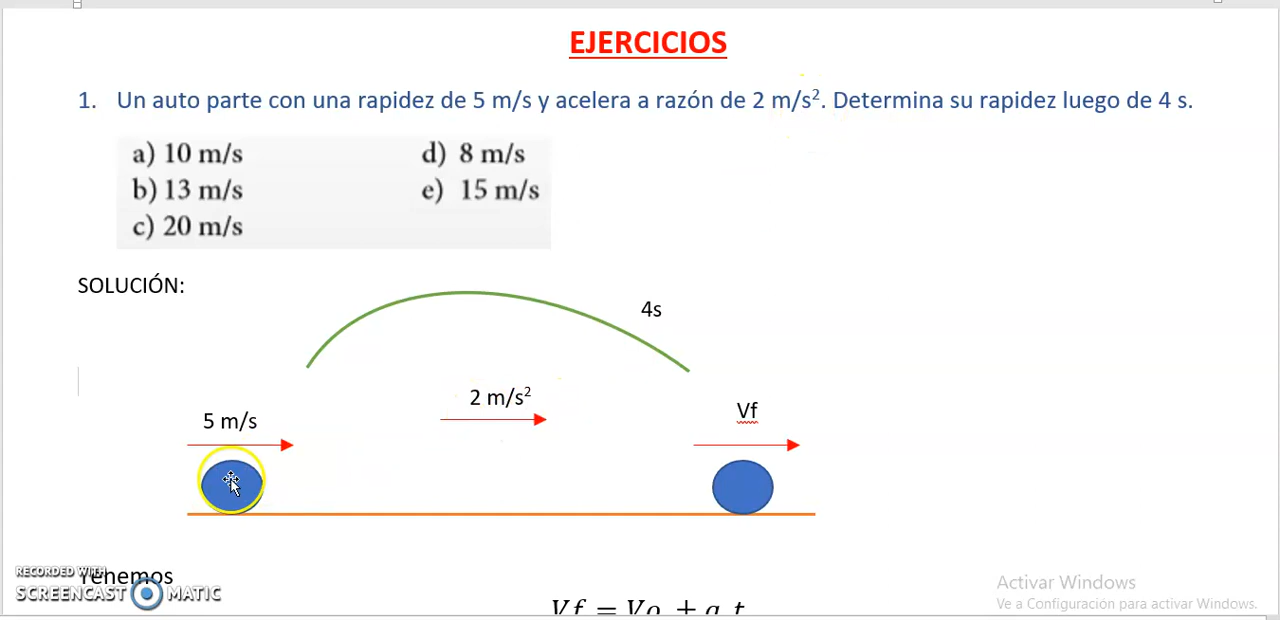 EJERCICIOS
1. Un auto parte con una rapidez de 5 m/s y acelera a razón de 2 m/s². Determina su rapidez luego de 4 s.
a) 10 m/s d) 8 m/s
b) 13 m/s e) 15 m/s
c) 20 m/s
SOLUCIÓN:
4s
2 m/s²
5 m/s
Vf
Tenemos
RECORDED WITH
SCREENCAST MATIC
Activar Windows
Ve a Configuración para activar Windows.
Vf = Vo + a t